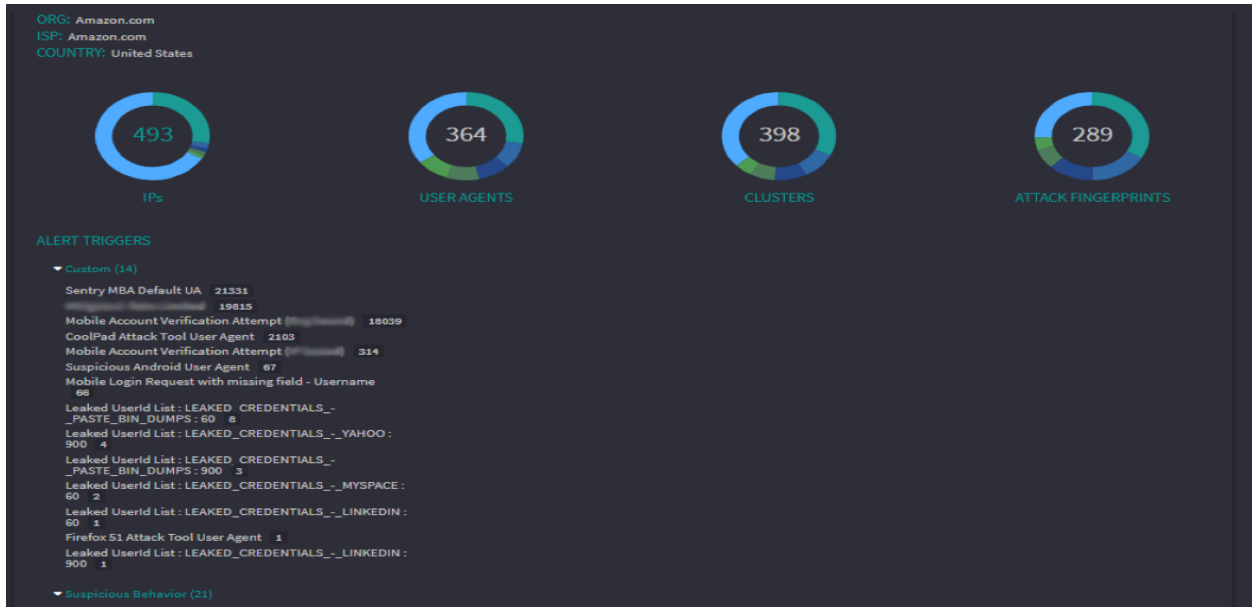 ORG: Amazon.com
ISP: Amazon.com
COUNTRY: United States
493
364
398
289
IPs
USER AGENTS
CLUSTERS
ATTACK FINGERPRINTS
ALERT TRIGGERS
Custom (14)
Sentry MBA Default UA 21331
19815
Mobile Account Verification Attempt ( ) 18039
CoolPad Attack Tool User Agent 2103
Mobile Account Verification Attempt ( ) 314
Suspicious Android User Agent 67
Mobile Login Request with missing field - Username
66
Leaked UserId List : LEAKED_CREDENTIALS_-
_PASTE_BIN_DUMPS : 60 8
Leaked UserId List : LEAKED_CREDENTIALS_-_YAHOO :
900 4
Leaked UserId List : LEAKED_CREDENTIALS_-
_PASTE_BIN_DUMPS : 900 3
Leaked UserId List : LEAKED_CREDENTIALS_-_MYSPACE :
60 2
Leaked UserId List : LEAKED_CREDENTIALS_-_LINKEDIN :
60 1
Firefox 51 Attack Tool User Agent 1
Leaked UserId List : LEAKED_CREDENTIALS_-_LINKEDIN :
900 1
Suspicious Behavior (21)